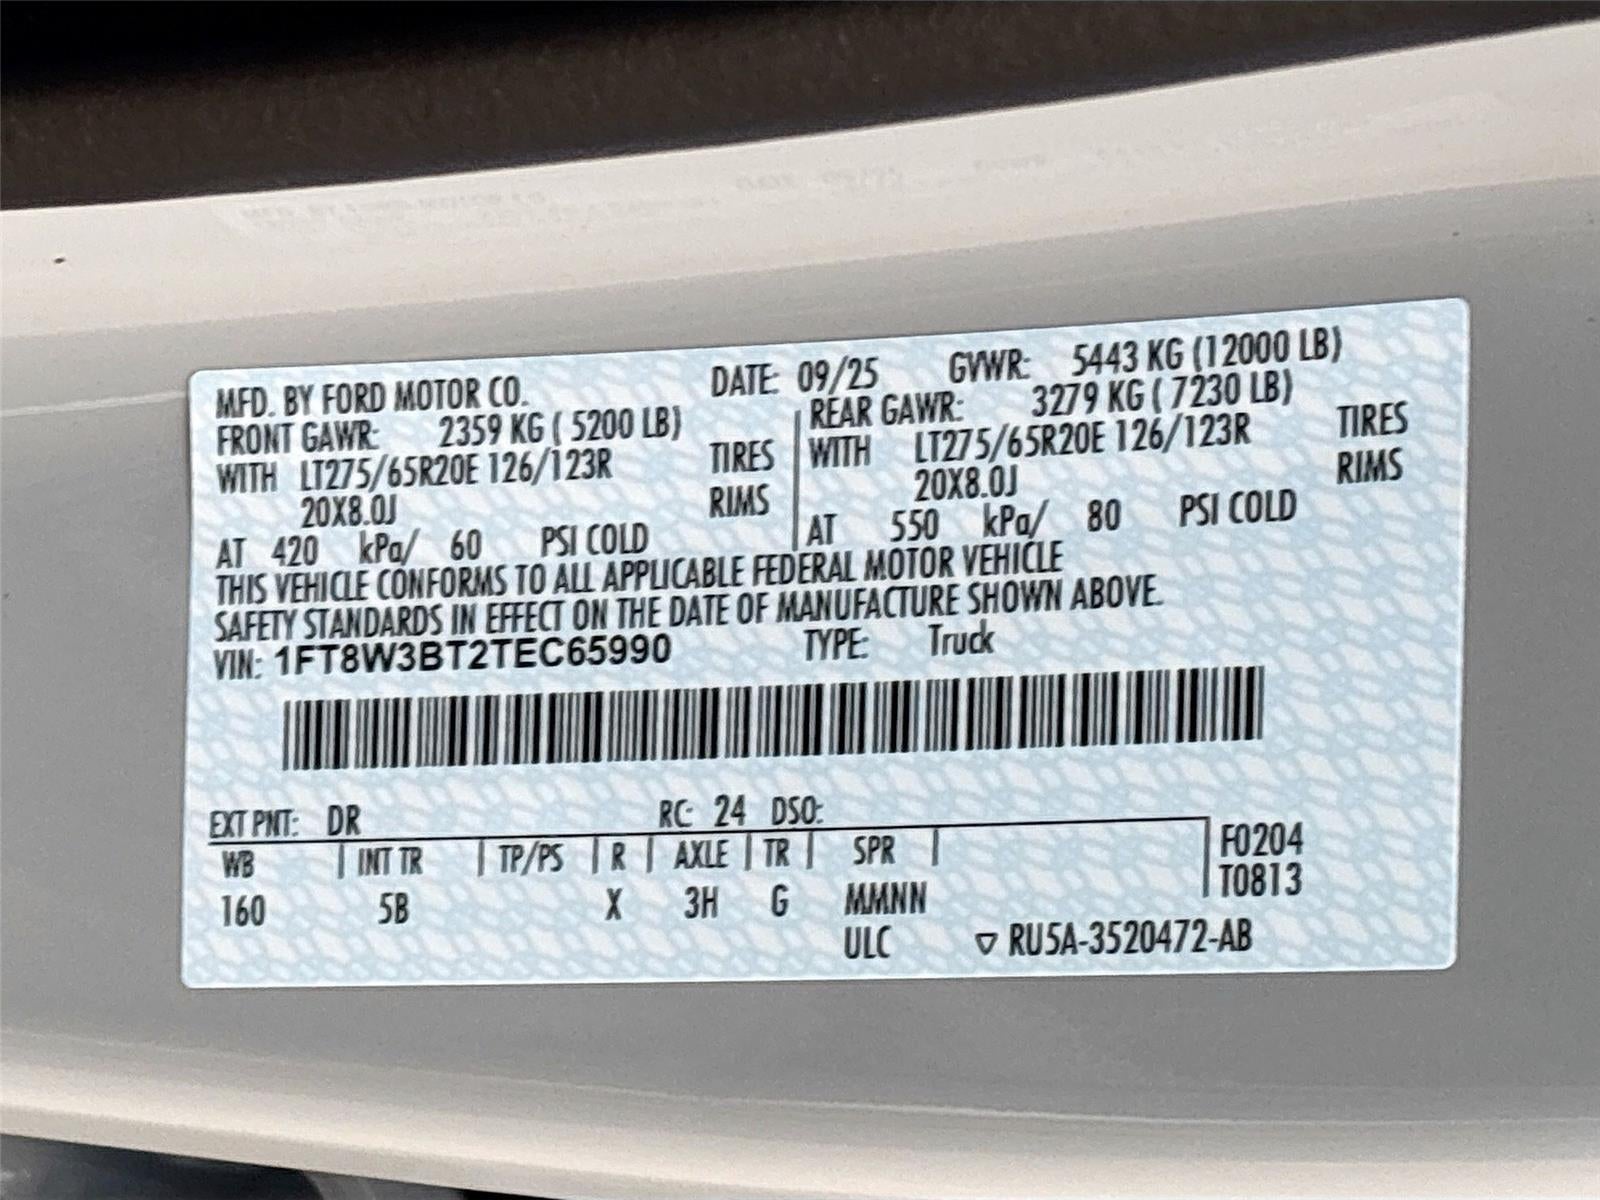 MFD. BY FORD MOTOR CO. DATE: 09/25 GVWR: 5443 KG (12000 LB)
FRONT GAWR: 2359 KG ( 5200 LB) REAR GAWR: 3279 KG ( 7230 LB)
WITH LT275/65R20E 126/123R TIRES WITH LT275/65R20E 126/123R TIRES
20X8.0J RIMS 20X8.0J RIMS
AT 420 kPa/ 60 PSI COLD AT 550 kPa/ 80 PSI COLD
THIS VEHICLE CONFORMS TO ALL APPLICABLE FEDERAL MOTOR VEHICLE
SAFETY STANDARDS IN EFFECT ON THE DATE OF MANUFACTURE SHOWN ABOVE.
VIN: 1FT8W3BT2TEC65990 TYPE: Truck
EXT PNT: DR RC: 24 DSO:
WB | INT TR | TP/PS | R | AXLE | TR | SPR | F0204
160 5B X 3H G MMNN T0813
ULC ▽ RU5A-3520472-AB